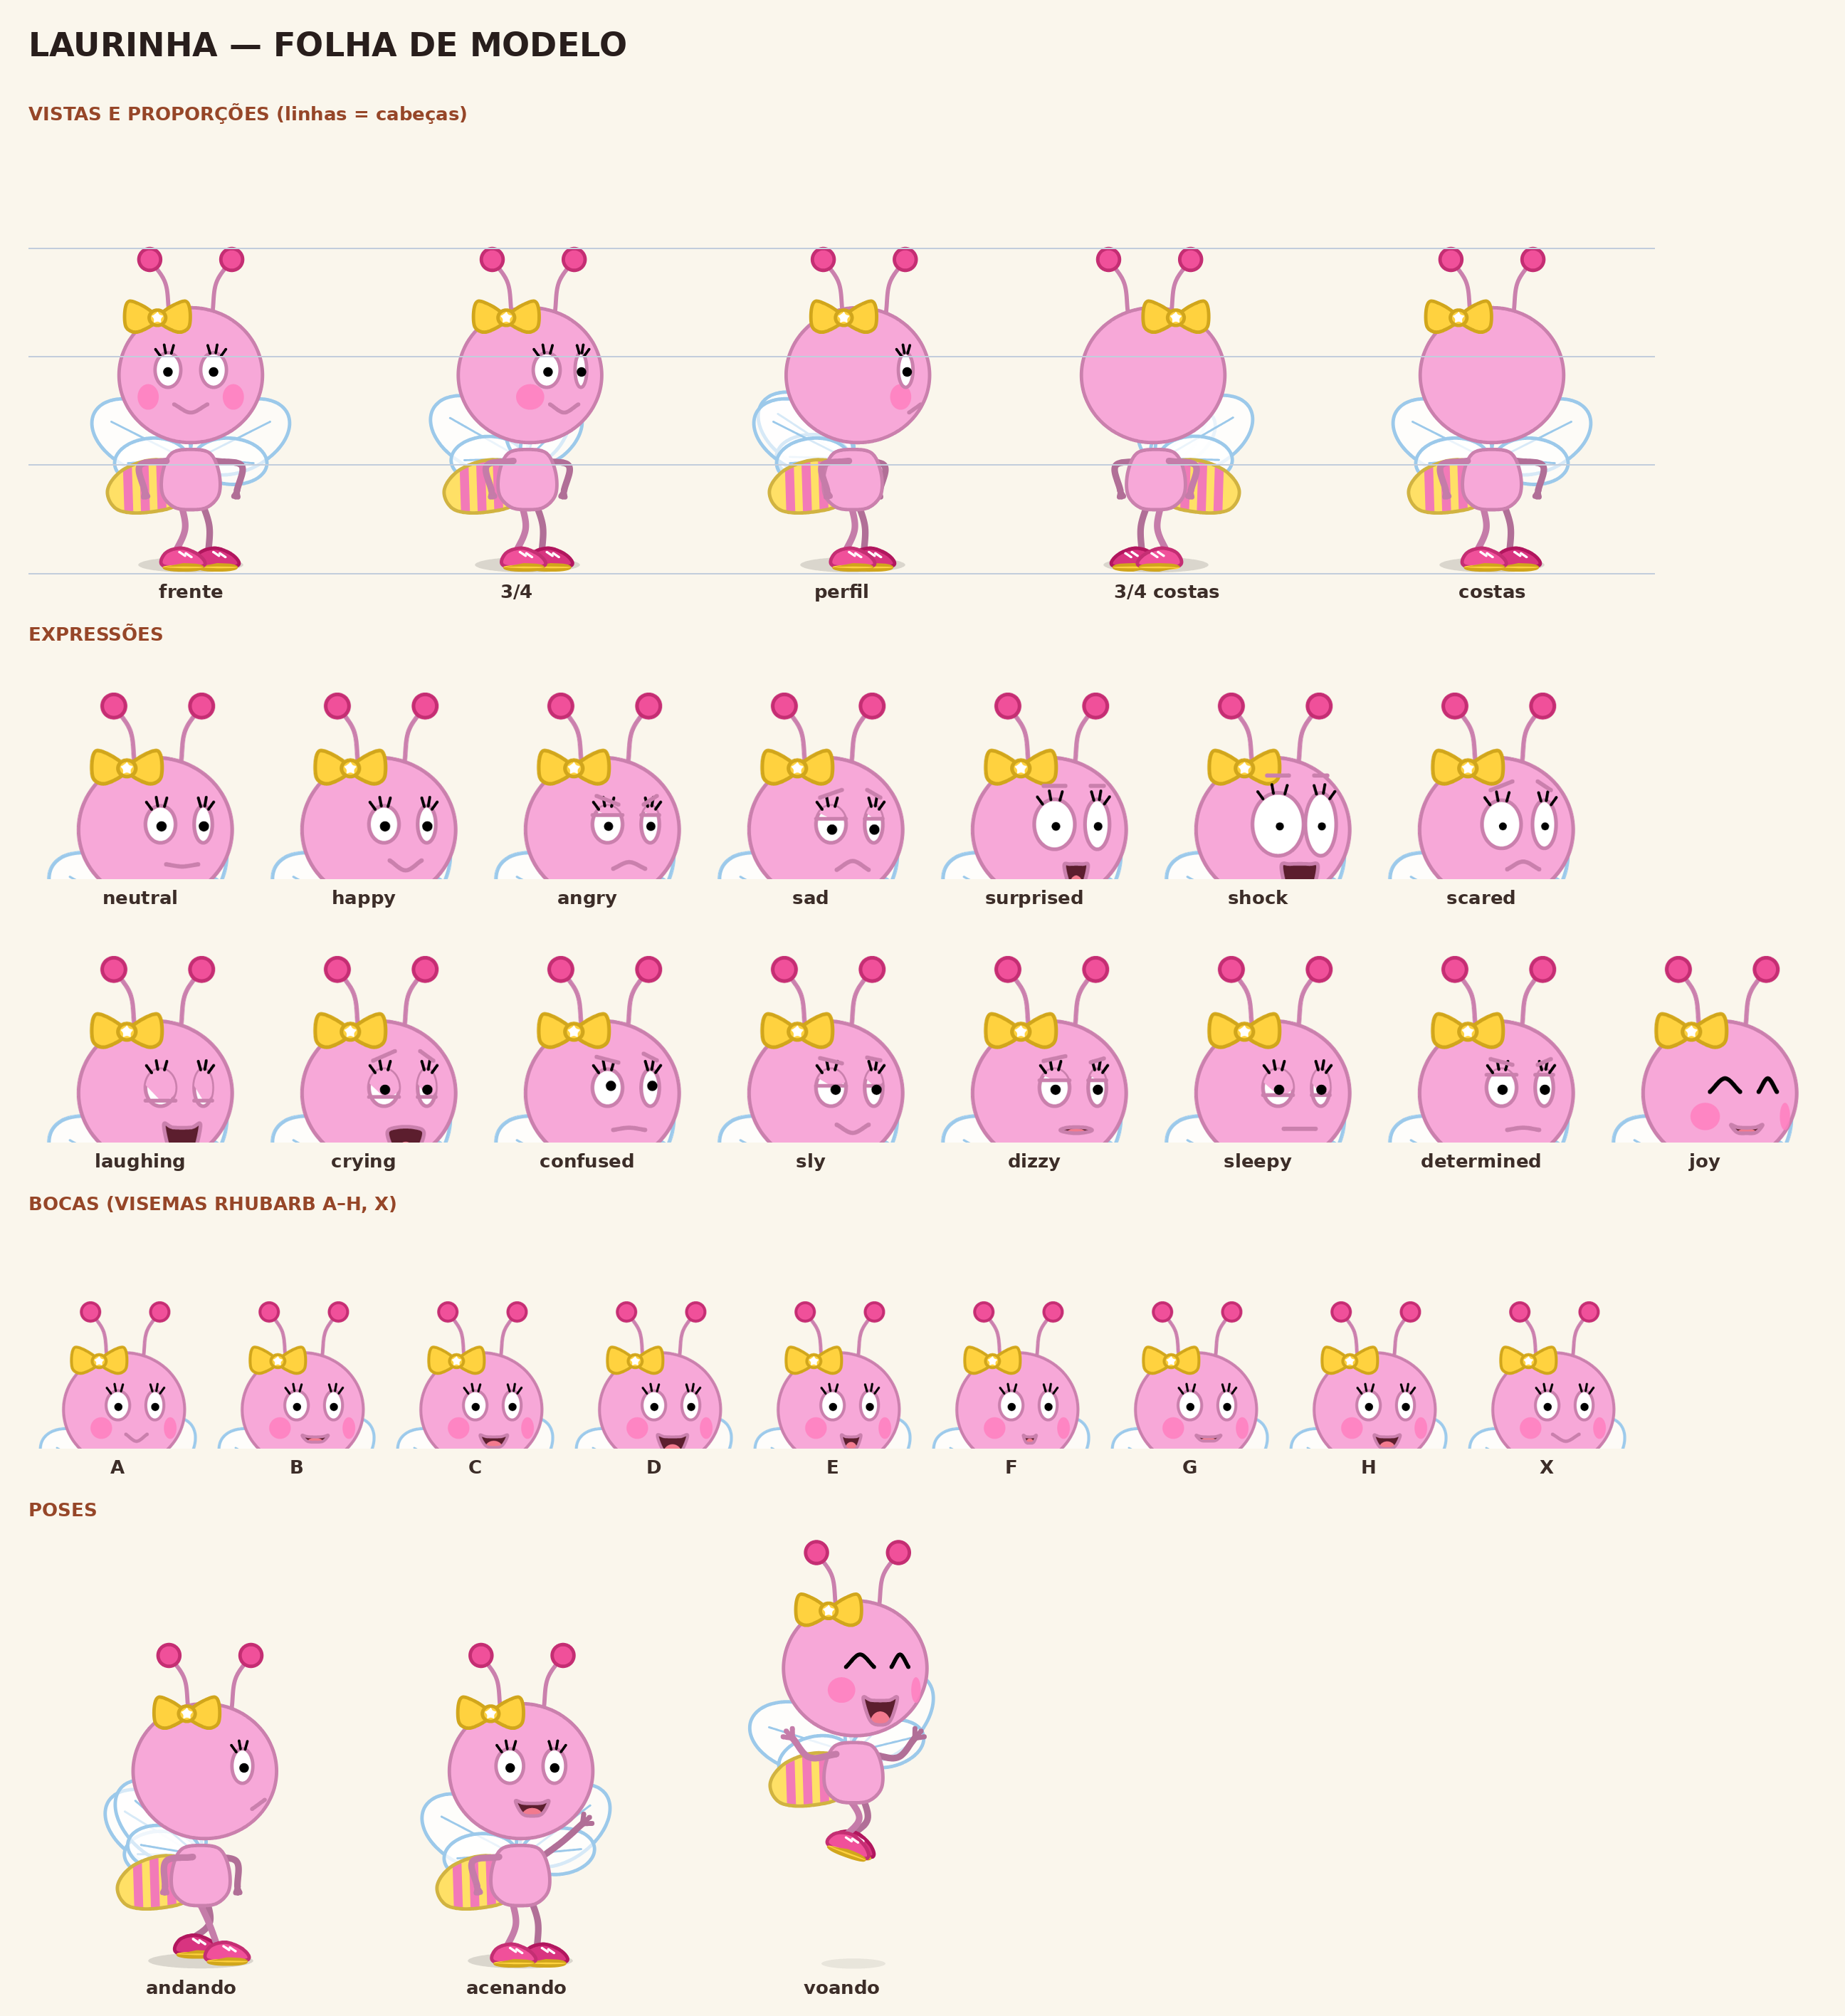 LAURINHA — FOLHA DE MODELO
VISTAS E PROPORÇÕES (linhas = cabeças)
frente 3/4 perfil 3/4 costas costas
EXPRESSÕES
neutral happy angry sad surprised shock scared
laughing crying confused sly dizzy sleepy determined joy
BOCAS (VISEMAS RHUBARB A–H, X)
A B C D E F G H X
POSES
andando acenando voando